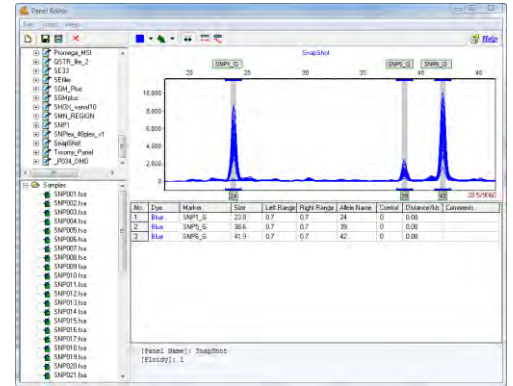 Panel Editor
File Tools Help
Help
Promega_MSI
QSTR_lite_2
SE33
SEfiler
SGM_Plus
SGMplus
SHOX_vanal10
SMN_REGION
SNP1
SNPlex_48plex_v1
SnapShot
Trisomy_Panel
_P034_DMD
SnapShot
SNP1_G SNP5_G SNP6_G
20 25 35 40 45
10,000
8,000
6,000
4,000
2,000
0
24 39 42
Samples
SNP001.fsa
SNP002.fsa
SNP003.fsa
SNP004.fsa
SNP005.fsa
SNP006.fsa
SNP007.fsa
SNP008.fsa
SNP009.fsa
SNP010.fsa
SNP011.fsa
SNP012.fsa
SNP013.fsa
SNP014.fsa
SNP015.fsa
SNP016.fsa
SNP017.fsa
SNP018.fsa
SNP019.fsa
SNP020.fsa
SNP021.fsa
No. Dye Marker Size Left Range Right Range Allele Name Control Distance/kb Comments
1 Blue SNP1_G 23.8 0.7 0.7 24 0 0.00
2 Blue SNP5_G 38.6 0.7 0.7 39 0 0.00
3 Blue SNP6_G 41.9 0.7 0.7 42 0 0.00
[Panel Name]: SnapShot
[Ploidy]: 1